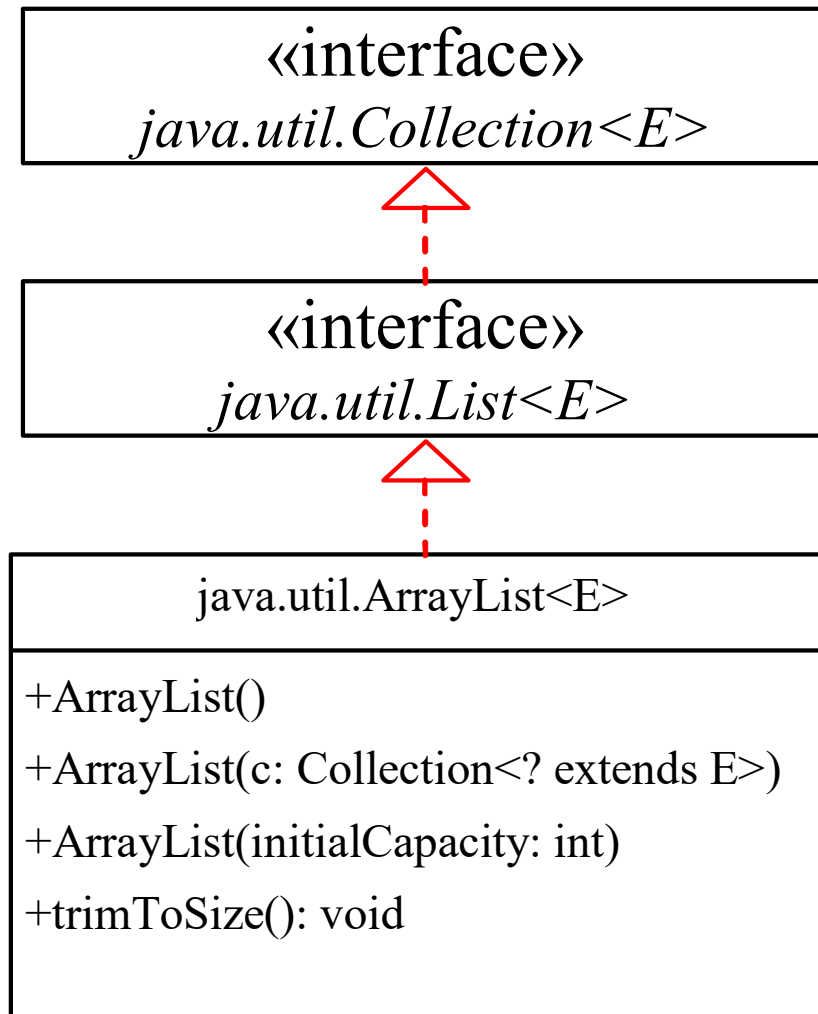 «interface»
java.util.Collection<E>
«interface»
java.util.List<E>
java.util.ArrayList<E>
+ArrayList()
+ArrayList(c: Collection<? extends E>)
+ArrayList(initialCapacity: int)
+trimToSize(): void